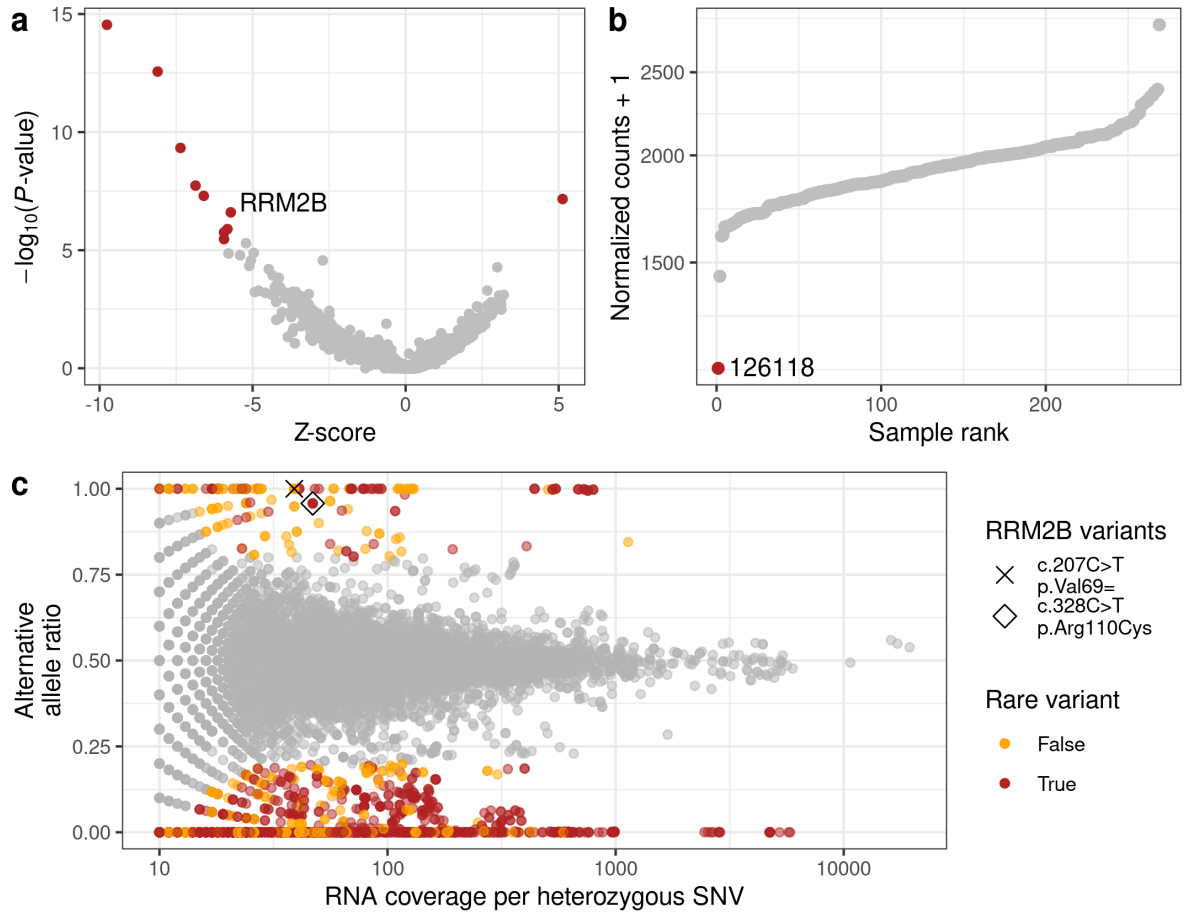 a
−log10(P-value)
15
10
5
0
RRM2B
-10
-5
0
5
Z-score
b
Normalized counts + 1
2500
2000
1500
126118
0
100
200
Sample rank
c
Alternative
allele ratio
1.00
0.75
0.50
0.25
0.00
10
100
1000
10000
RNA coverage per heterozygous SNV
RRM2B variants
c.207C>T
p.Val69=
c.328C>T
p.Arg110Cys
Rare variant
False
True